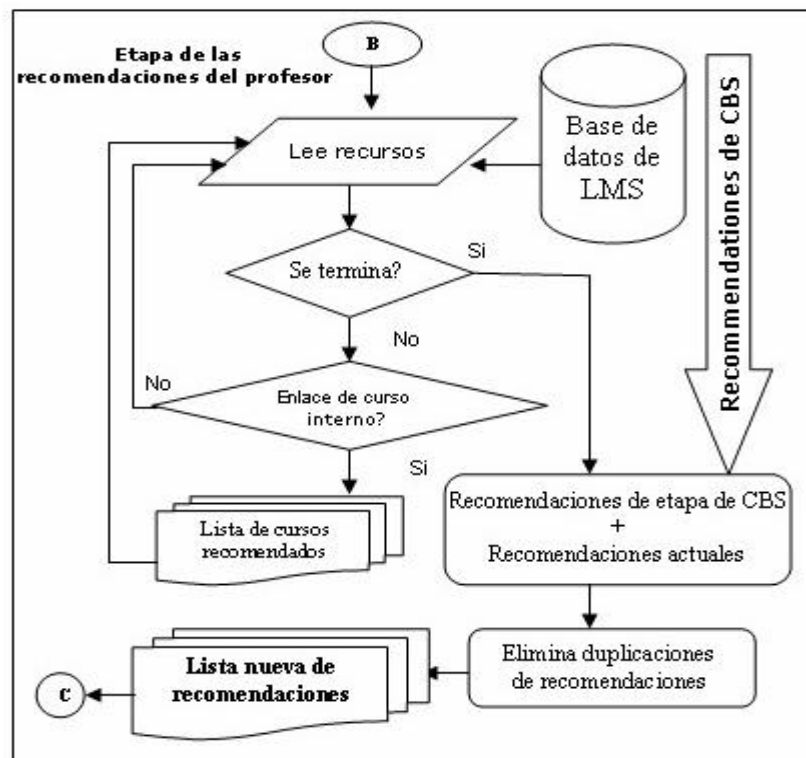 Etapa de las
recomendaciones del profesor
B
Base de
datos de
LMS
Recommendationes de CBS
Lee recursos
Se termina?
Si
No
Enlace de curso
interno?
No
Si
Lista de cursos
recomendados
Recomendaciones de etapa de CBS
+
Recomendaciones actuales
Elimina duplicaciones
de recomendaciones
Lista nueva de
recomendaciones
C